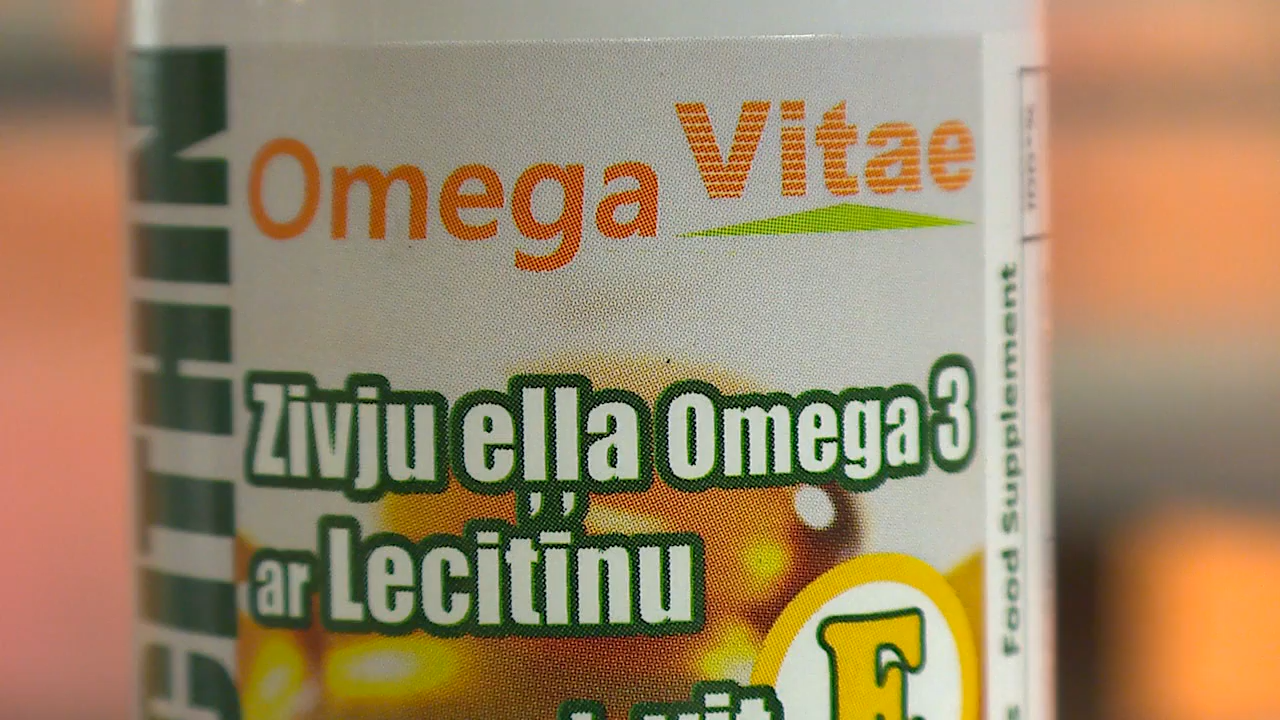 Omega Vitae
Zivju eļļa Omega 3
ar Lecitīnu
E
Food Supplement